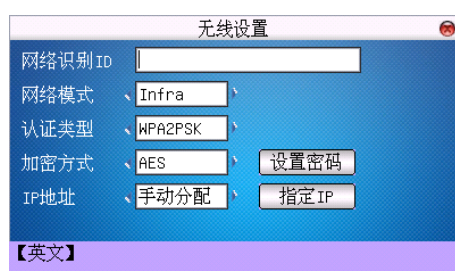 无线设置
网络识别ID
网络模式 Infra
认证类型 WPA2PSK
加密方式 AES 设置密码
IP地址 手动分配 指定IP
【英文】